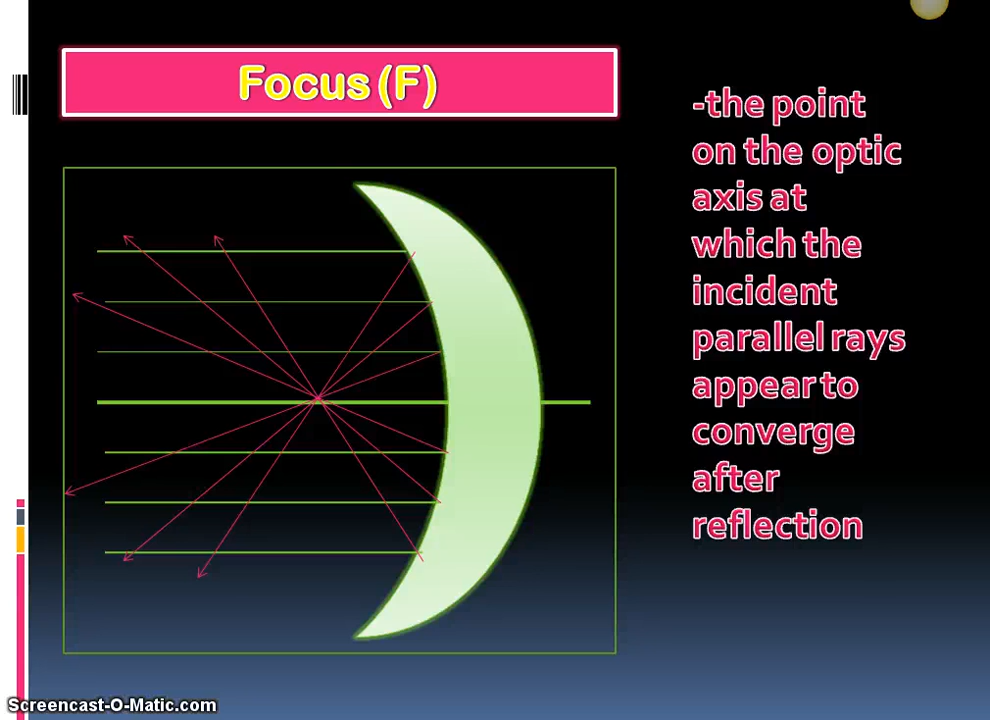 Focus (F)
-the point
on the optic
axis at
which the
incident
parallel rays
appear to
converge
after
reflection
Screencast-O-Matic.com